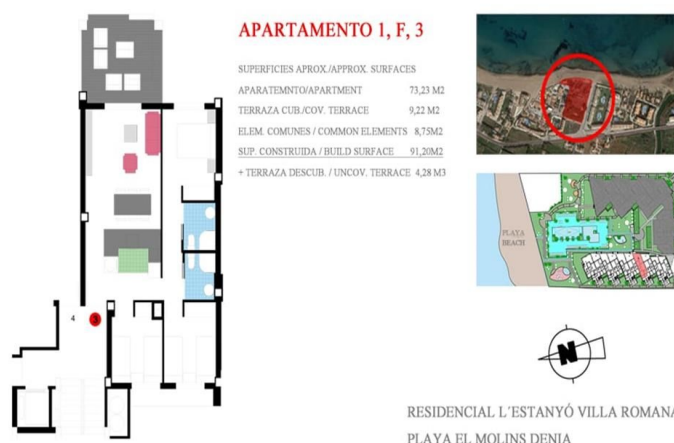 APARTAMENTO 1, F, 3
SUPERFICIES APROX./APPROX. SURFACES
APARATEMNTO/APARTMENT 73,23 M2
TERRAZA CUB./COV. TERRACE 9,22 M2
ELEM. COMUNES / COMMON ELEMENTS 8,75M2
SUP. CONSTRUIDA / BUILD SURFACE 91,20M2
+ TERRAZA DESCUB. / UNCOV. TERRACE 4,28 M3
PLAYA
BEACH
4
3
N
RESIDENCIAL L´ESTANYÓ VILLA ROMANA
PLAYA EL MOLINS DENIA